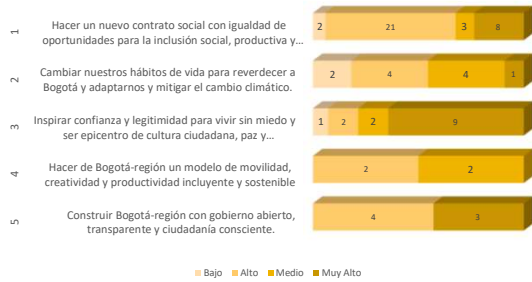 1
Hacer un nuevo contrato social con igualdad de
oportunidades para la inclusión social, productiva y…
2 21 3 8
2
Cambiar nuestros hábitos de vida para reverdecer a
Bogotá y adaptarnos y mitigar el cambio climático.
2 4 4 1
3
Inspirar confianza y legitimidad para vivir sin miedo y
ser epicentro de cultura ciudadana, paz y…
1 2 2 9
4
Hacer de Bogotá-región un modelo de movilidad,
creatividad y productividad incluyente y sostenible
2 2
5
Construir Bogotá-región con gobierno abierto,
transparente y ciudadanía consciente.
4 3
Bajo Alto Medio Muy Alto